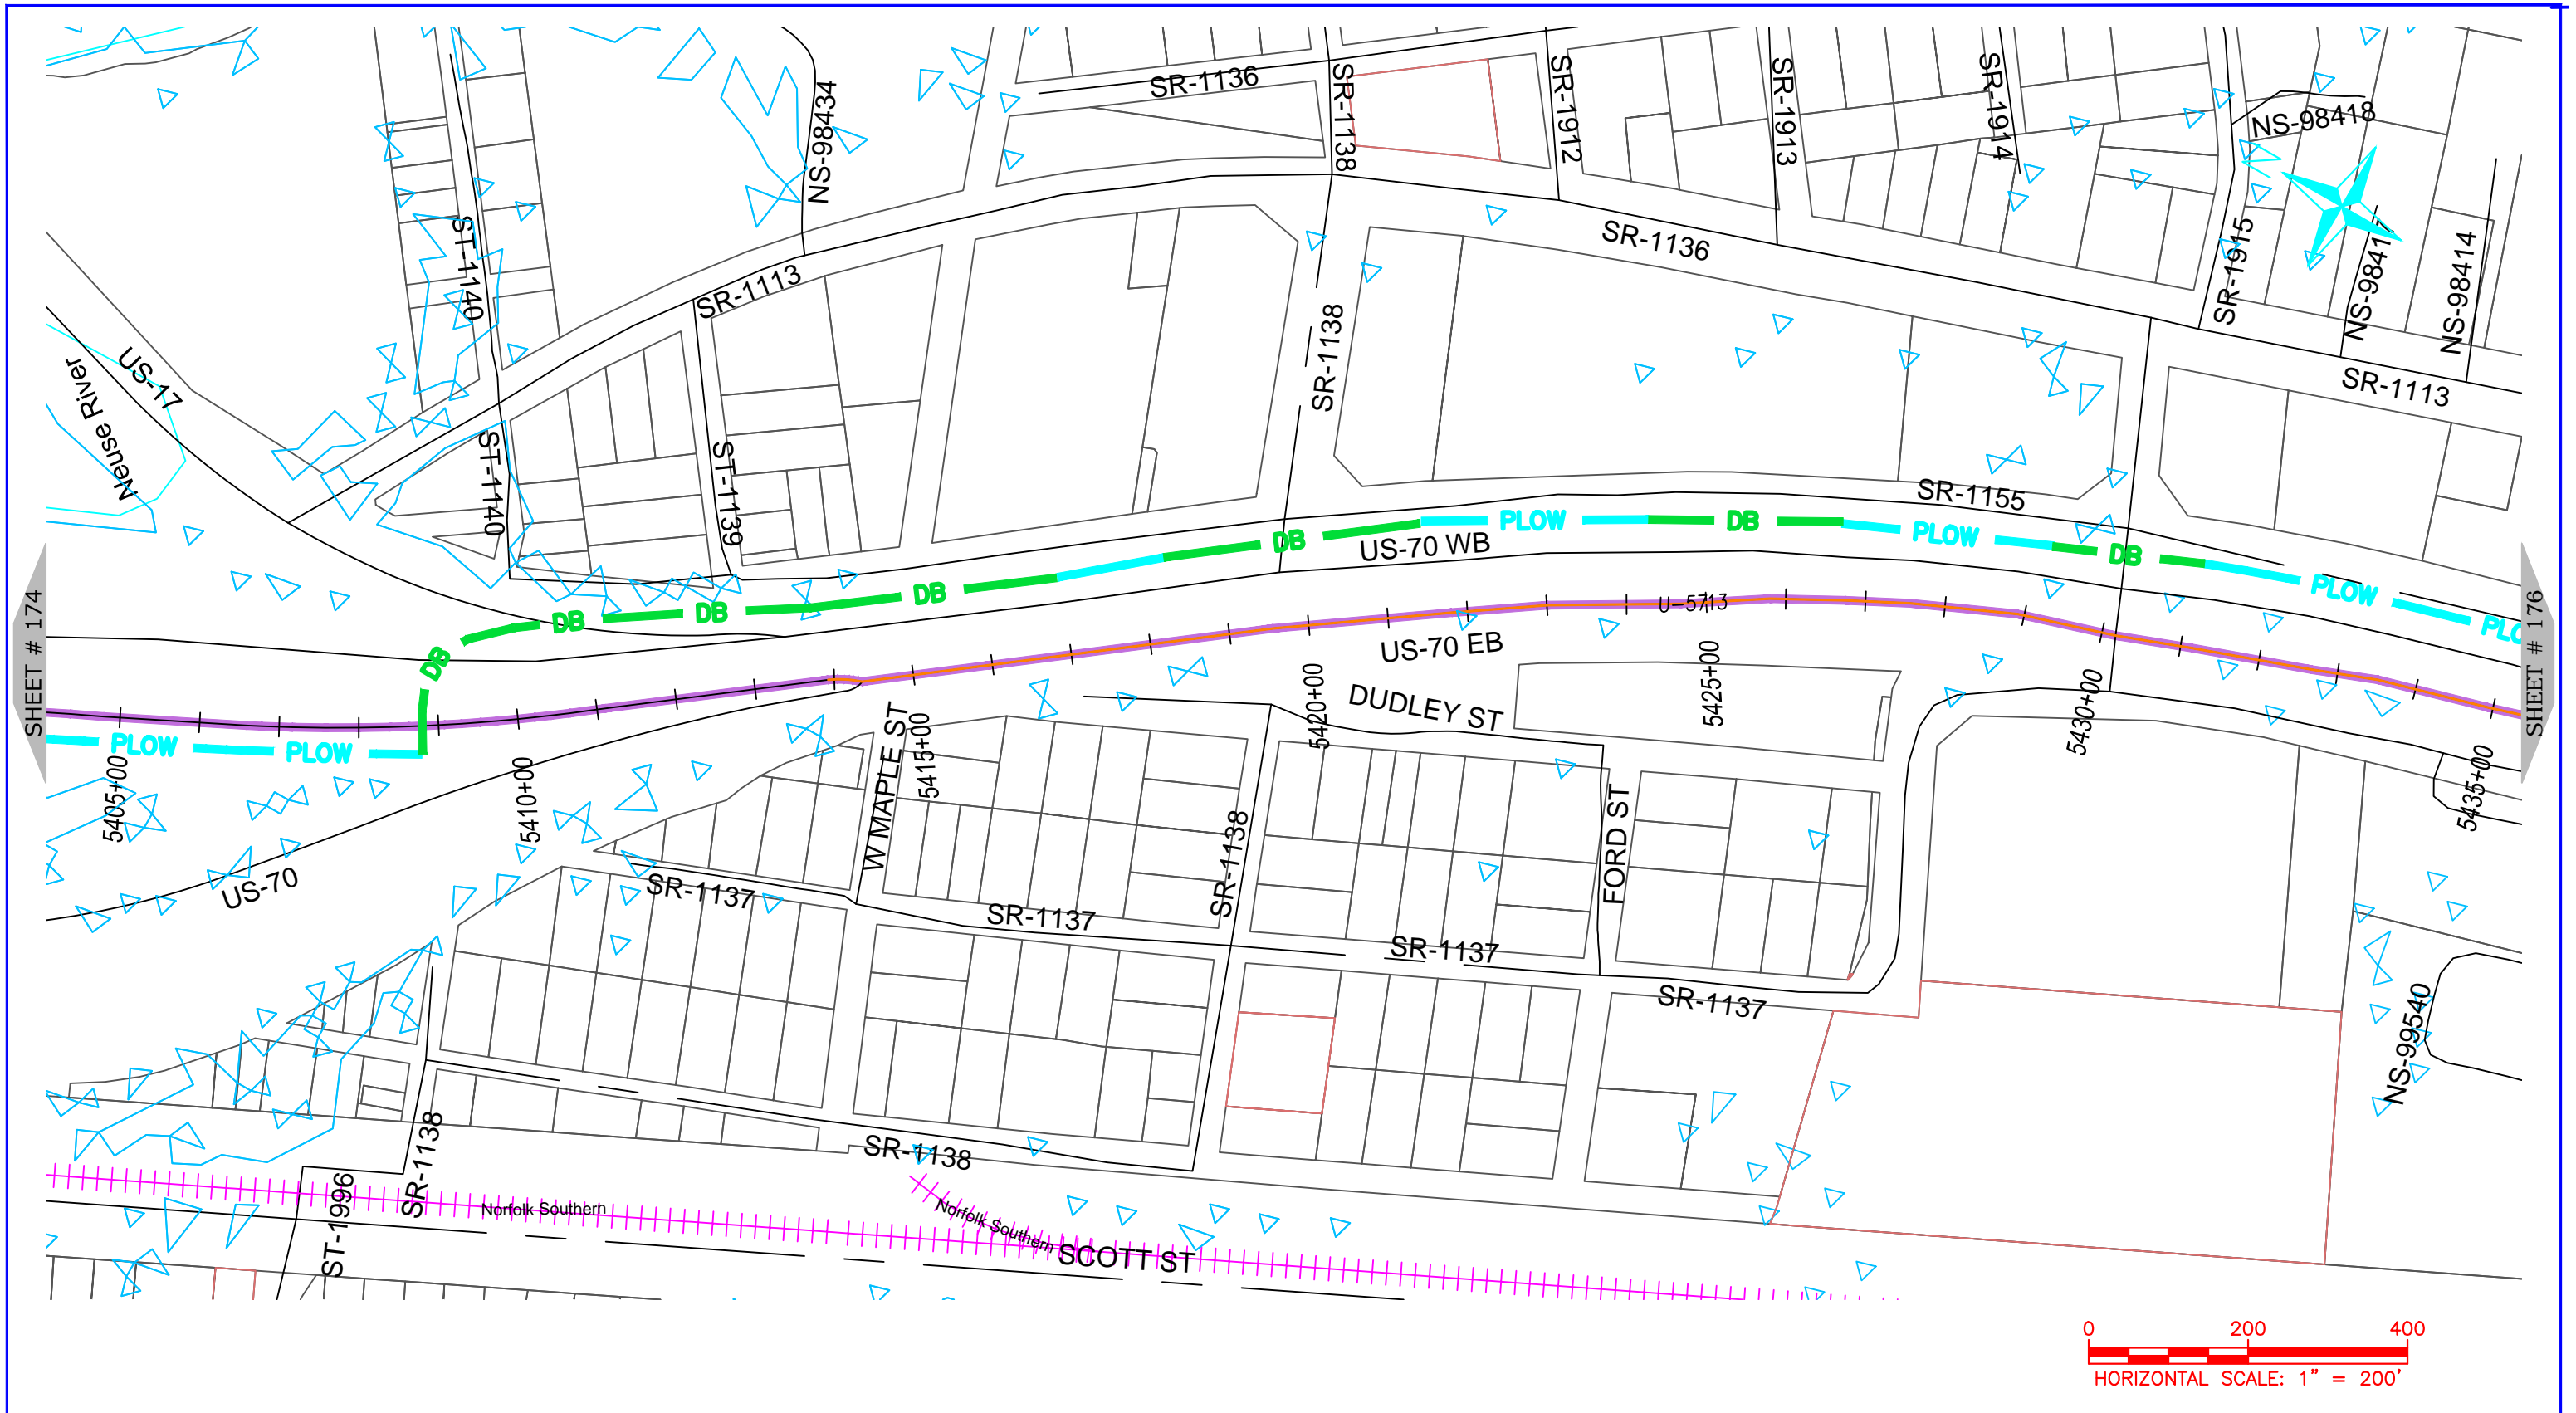 SR-1136
SR-1138
SR-1912
SR-1913
SR-1914
NS-98418
NS-98434
ST-1140
SR-1113
SR-1136
SR-1915
NS-98417
NS-98414
US-17
Neuse River
SR-1138
SR-1113
ST-1140
ST-1139
SR-1155
US-70 WB
DB
PLOW
DB
PLOW
DB
PLOW
PLO
DB
DB
DB
DB
U-5713
US-70 EB
SHEET # 174
SHEET # 176
PLOW
PLOW
DUDLEY ST
5405+00
5410+00
5415+00
5420+00
5425+00
5430+00
5435+00
W MAPLE ST
SR-1138
FORD ST
US-70
SR-1137
SR-1137
SR-1137
SR-1137
NS-99540
SR-1138
SR-1138
ST-1996
Norfolk Southern
Norfolk Southern
SCOTT ST
0 200 400
HORIZONTAL SCALE: 1" = 200'